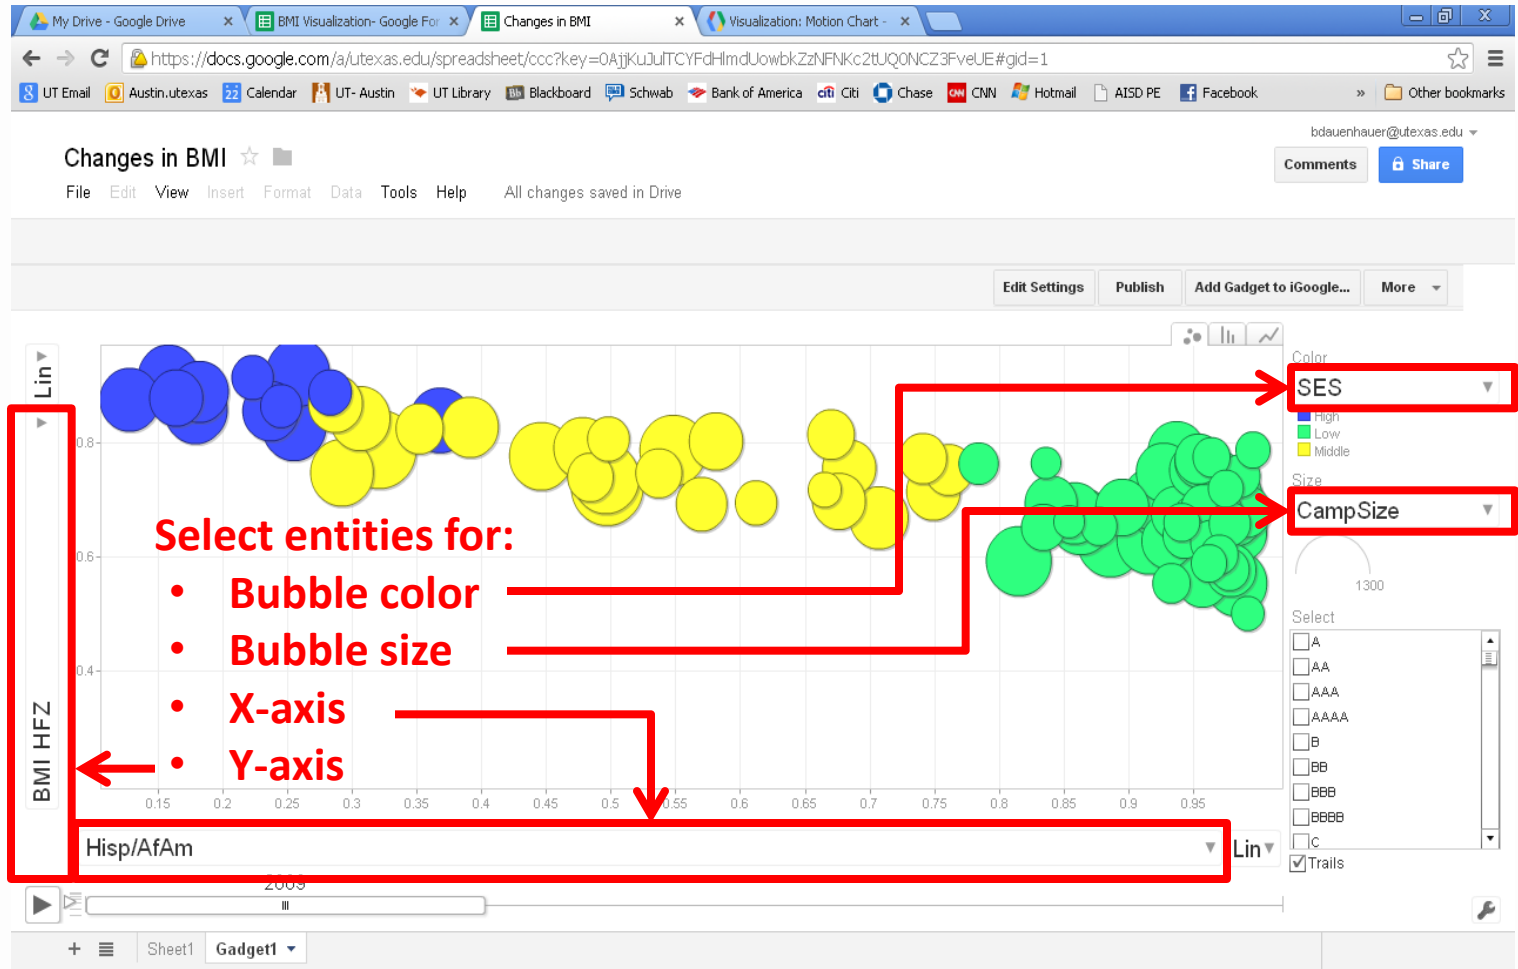 My Drive - Google Drive
BMI Visualization- Google For
Changes in BMI
Visualization: Motion Chart -
https://docs.google.com/a/utexas.edu/spreadsheet/ccc?key=0AjjKuJulTCYFdHlmdUowbkZzNFNKc2tUQ0NCZ3FveUE#gid=1
UT Email
Austin.utexas
22 Calendar
UT- Austin
UT Library
Bb Blackboard
Schwab
Bank of America
citi Citi
Chase
CNN CNN
Hotmail
AISD PE
Facebook
»
Other bookmarks
bdauenhauer@utexas.edu
Changes in BMI
Comments
Share
File Edit View Insert Format Data Tools Help All changes saved in Drive
Edit Settings
Publish
Add Gadget to iGoogle...
More
Lin
BMI HFZ
0.8
0.6
0.4
Select entities for:
• Bubble color
• Bubble size
• X-axis
• Y-axis
0.15 0.2 0.25 0.3 0.35 0.4 0.45 0.5 0.55 0.6 0.65 0.7 0.75 0.8 0.85 0.9 0.95
Hisp/AfAm
Lin
2009
Color
SES
High
Low
Middle
Size
CampSize
1300
Select
A
AA
AAA
AAAA
B
BB
BBB
BBBB
C
Trails
Sheet1
Gadget1